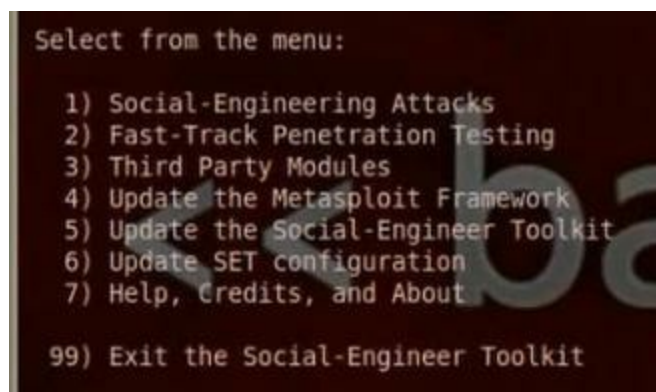 Select from the menu:
1) Social-Engineering Attacks
2) Fast-Track Penetration Testing
3) Third Party Modules
4) Update the Metasploit Framework
5) Update the Social-Engineer Toolkit
6) Update SET configuration
7) Help, Credits, and About
99) Exit the Social-Engineer Toolkit
<< ba